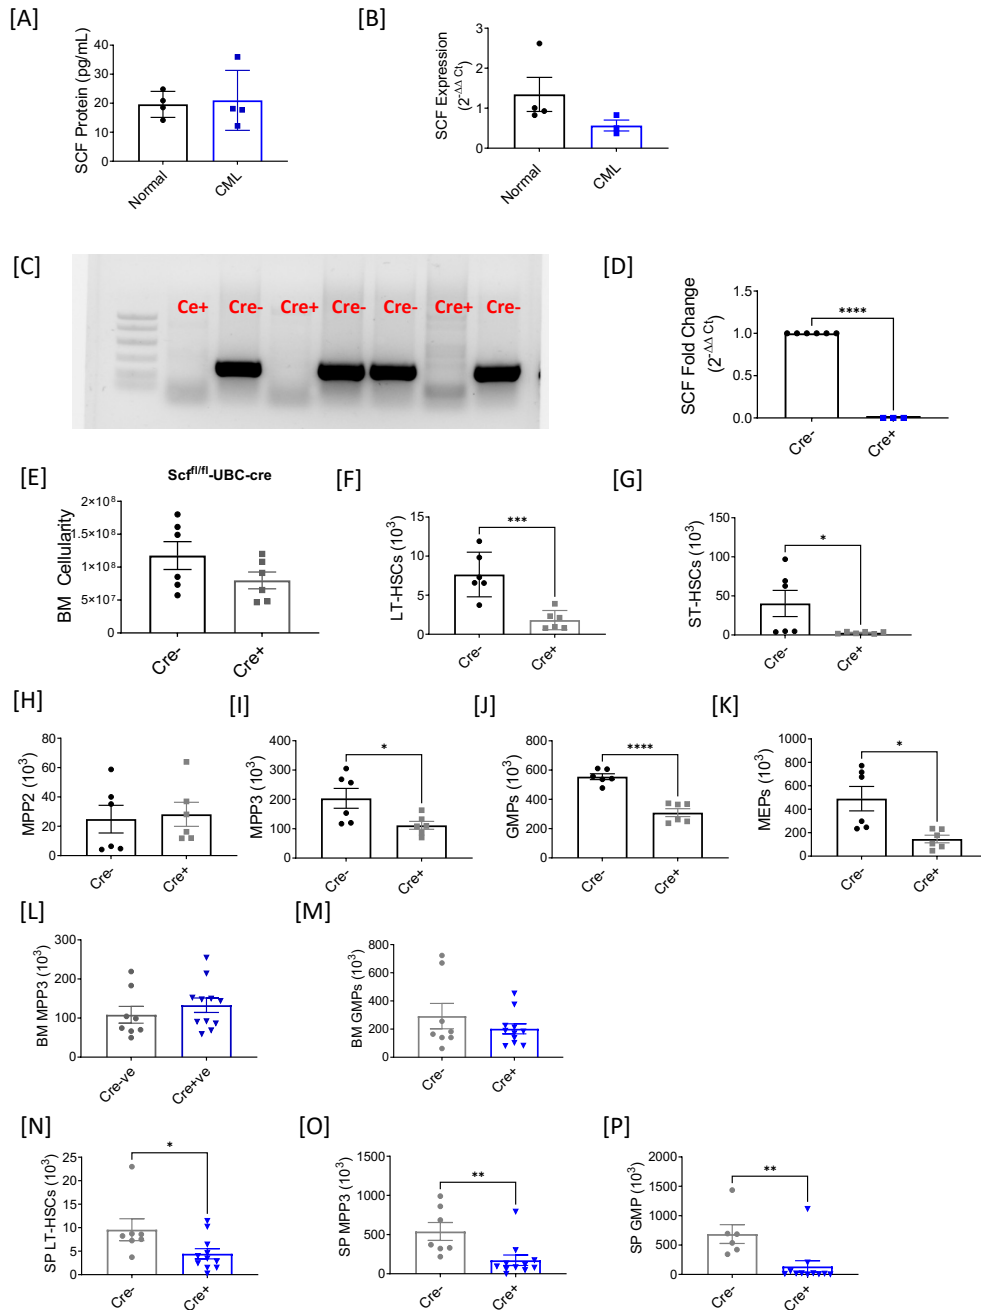 [A]
SCF Protein (pg/mL)
40
30
20
10
0
Normal
CML
[B]
SCF Expression
(2^-ΔΔ Ct)
3
2
1
0
Normal
CML
[C]
Ce+ Cre- Cre+ Cre- Cre- Cre+ Cre-
[D]
SCF Fold Change
(2^-ΔΔ Ct)
1.5
1.0
0.5
0.0
****
Cre-
Cre+
[E]
Scf^fl/fl-UBC-cre
BM Cellularity
2×10^8
1.5×10^8
1×10^8
5×10^7
0
Cre-
Cre+
[F]
LT-HSCs (10^3)
15
10
5
0
***
Cre-
Cre+
[G]
ST-HSCs (10^3)
150
100
50
0
*
Cre-
Cre+
[H]
MPP2 (10^3)
80
60
40
20
0
Cre-
Cre+
[I]
MPP3 (10^3)
400
300
200
100
0
*
Cre-
Cre+
[J]
GMPs (10^3)
800
600
400
200
0
****
Cre-
Cre+
[K]
MEPs (10^3)
1000
800
600
400
200
0
*
Cre-
Cre+
[L]
BM MPP3 (10^3)
300
200
100
0
Cre-ve
Cre+ve
[M]
BM GMPs (10^3)
800
600
400
200
0
Cre-
Cre+
[N]
SP LT-HSCs (10^3)
25
20
15
10
5
0
*
Cre-
Cre+
[O]
SP MPP3 (10^3)
1500
1000
500
0
**
Cre-
Cre+
[P]
SP GMP (10^3)
2000
1500
1000
500
0
**
Cre-
Cre+